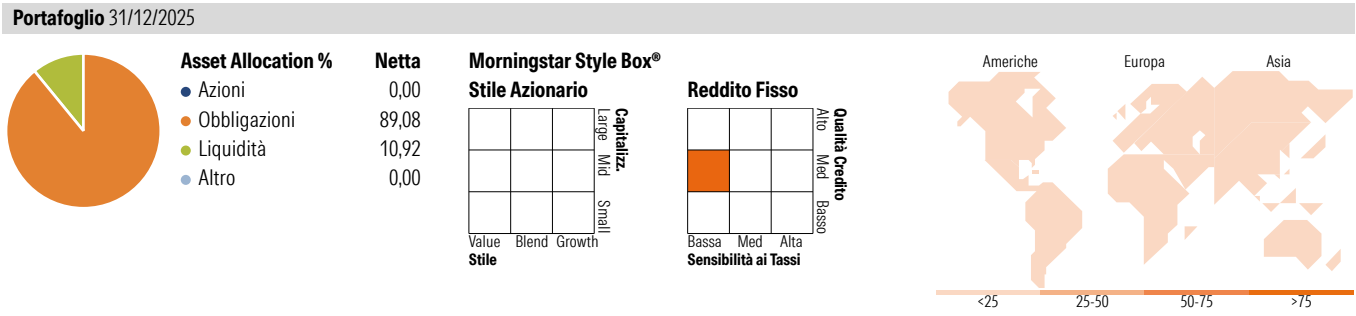 Portafoglio 31/12/2025
Asset Allocation % Netta
Azioni 0,00
Obbligazioni 89,08
Liquidità 10,92
Altro 0,00
Morningstar Style Box®
Stile Azionario
Large Mid Small
Capitalizz.
Value Blend Growth
Stile
Reddito Fisso
Alto Med Basso
Qualità Credito
Bassa Med Alta
Sensibilità ai Tassi
Americhe Europa Asia
<25 25-50 50-75 >75